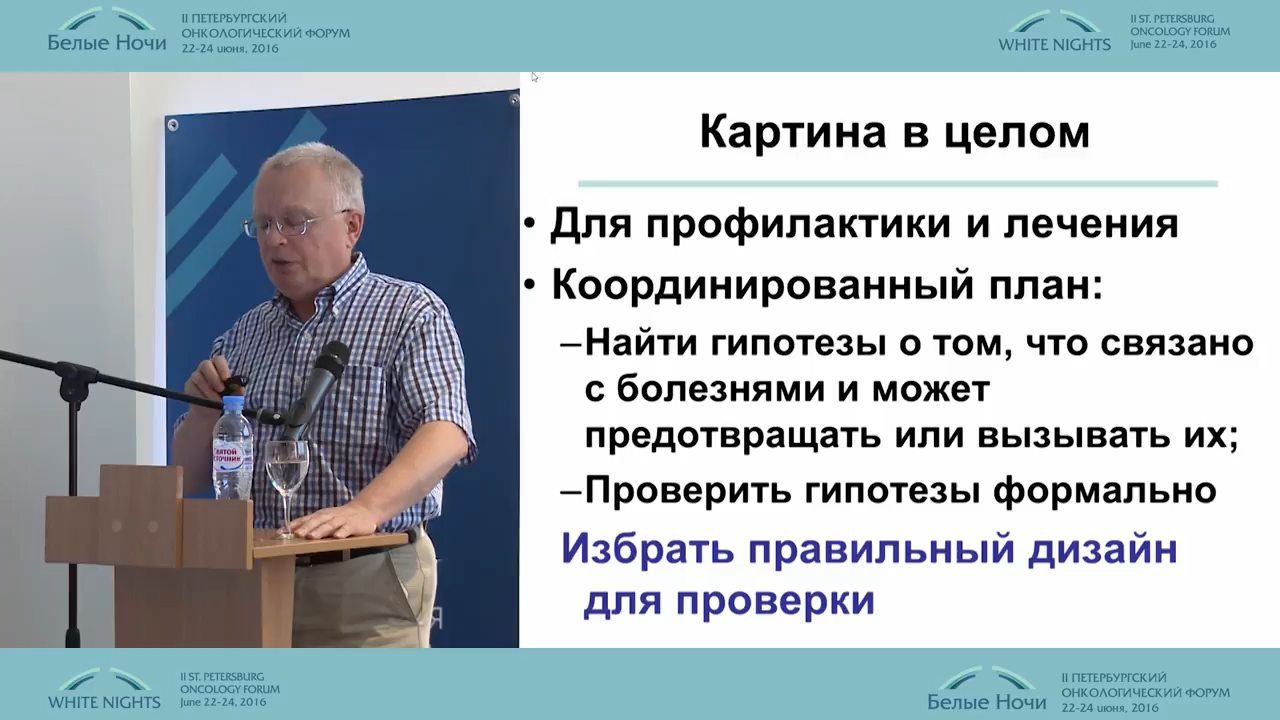 Белые Ночи
II ПЕТЕРБУРГСКИЙ
ОНКОЛОГИЧЕСКИЙ ФОРУМ
22-24 июня, 2016
WHITE NIGHTS
II ST. PETERSBURG
ONCOLOGY FORUM
June 22-24, 2016
Картина в целом
• Для профилактики и лечения
• Координированный план:
–Найти гипотезы о том, что связано
с болезнями и может
предотвращать или вызывать их;
–Проверить гипотезы формально
Избрать правильный дизайн
для проверки
Я
WHITE NIGHTS
II ST. PETERSBURG
ONCOLOGY FORUM
June 22-24, 2016
Белые Ночи
II ПЕТЕРБУРГСКИЙ
ОНКОЛОГИЧЕСКИЙ ФОРУМ
22-24 июня, 2016